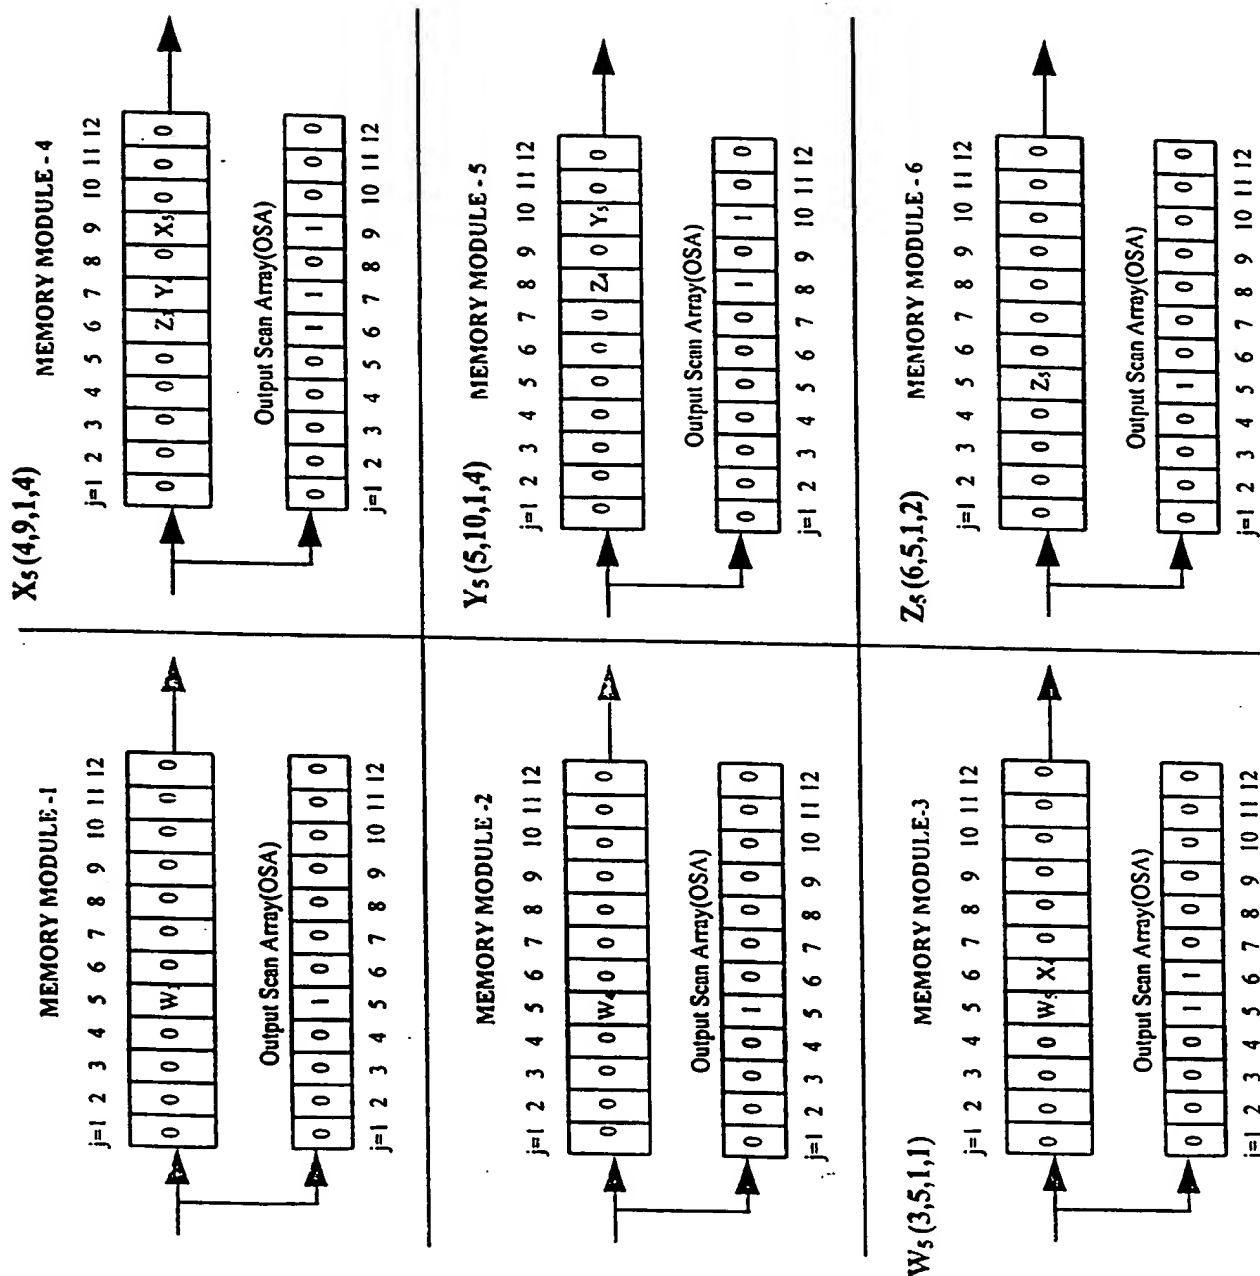 MEMORY MODULE -1
j=1 2 3 4 5 6 7 8 9 10 11 12
0 0 0 0 W₃ 0 0 0 0 0 0 0
Output Scan Array(OSA)
0 0 0 0 1 0 0 0 0 0 0 0
j=1 2 3 4 5 6 7 8 9 10 11 12
MEMORY MODULE -2
j=1 2 3 4 5 6 7 8 9 10 11 12
0 0 0 0 W₄ 0 0 0 0 0 0 0
Output Scan Array(OSA)
0 0 0 0 1 0 0 0 0 0 0 0
j=1 2 3 4 5 6 7 8 9 10 11 12
W₅ (3,5,1,1)
MEMORY MODULE-3
j=1 2 3 4 5 6 7 8 9 10 11 12
0 0 0 0 W₅ X₄ 0 0 0 0 0 0
Output Scan Array(OSA)
0 0 0 0 1 1 0 0 0 0 0 0
j=1 2 3 4 5 6 7 8 9 10 11 12
X₅ (4,9,1,4)
MEMORY MODULE - 4
j=1 2 3 4 5 6 7 8 9 10 11 12
0 0 0 0 0 Z₃ Y₄ 0 X₅ 0 0 0
Output Scan Array(OSA)
0 0 0 0 0 1 1 0 1 0 0 0
j=1 2 3 4 5 6 7 8 9 10 11 12
Y₅ (5,10,1,4)
MEMORY MODULE - 5
j=1 2 3 4 5 6 7 8 9 10 11 12
0 0 0 0 0 0 0 Z₄ 0 Y₅ 0 0
Output Scan Array(OSA)
0 0 0 0 0 0 0 1 0 1 0 0
j=1 2 3 4 5 6 7 8 9 10 11 12
Z₅ (6,5,1,2)
MEMORY MODULE - 6
j=1 2 3 4 5 6 7 8 9 10 11 12
0 0 0 0 Z₅ 0 0 0 0 0 0 0
Output Scan Array(OSA)
0 0 0 0 1 0 0 0 0 0 0 0
j=1 2 3 4 5 6 7 8 9 10 11 12